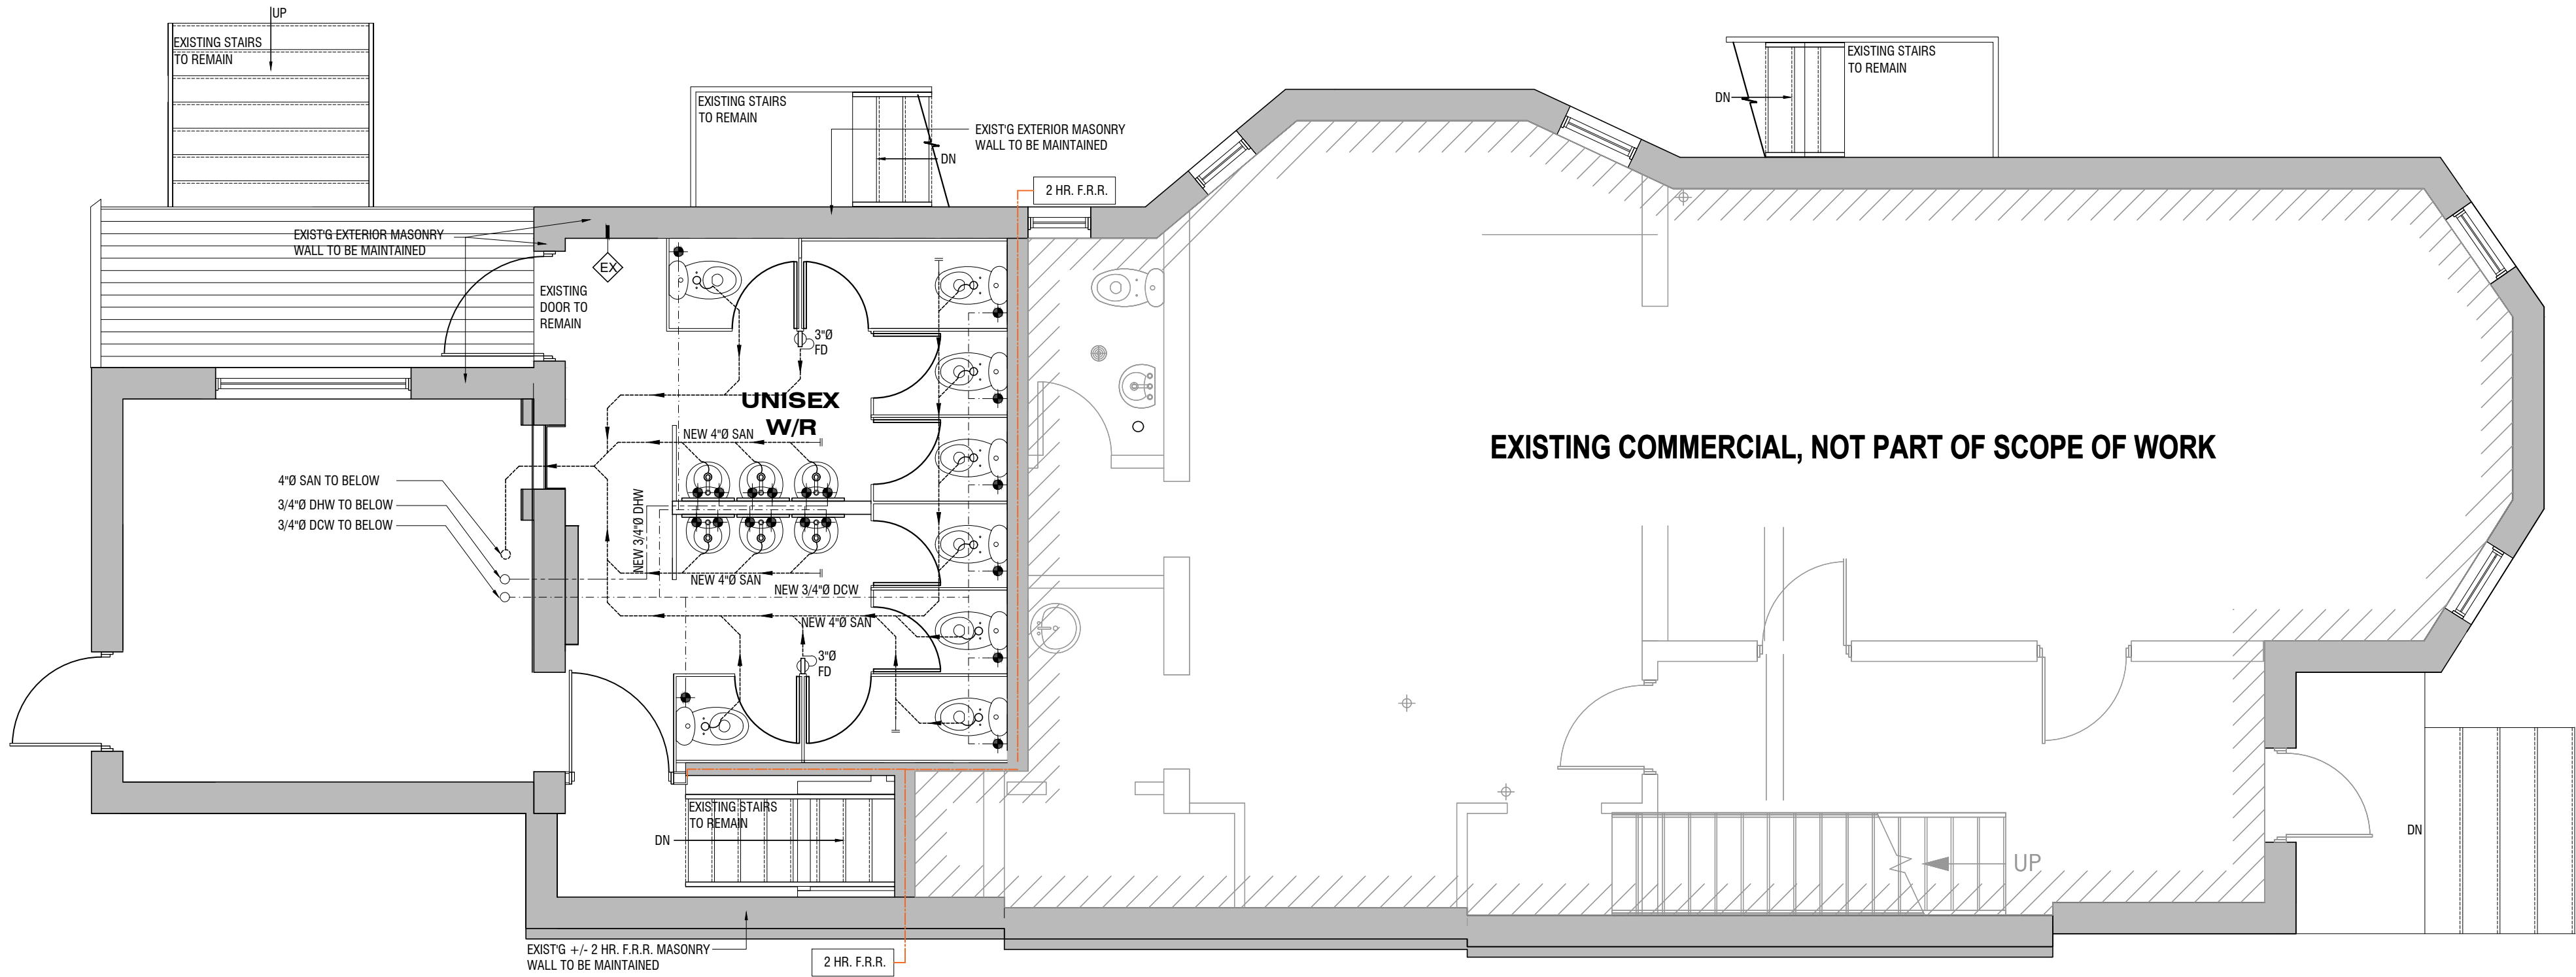 UP
EXISTING STAIRS
TO REMAIN
EXISTING STAIRS
TO REMAIN
DN
EXIST'G EXTERIOR MASONRY
WALL TO BE MAINTAINED
DN
EXISTING STAIRS
TO REMAIN
2 HR. F.R.R.
EXIST'G EXTERIOR MASONRY
WALL TO BE MAINTAINED
EX
EXISTING
DOOR TO
REMAIN
3"Ø
FD
UNISEX
W/R
NEW 4"Ø SAN
EXISTING COMMERCIAL, NOT PART OF SCOPE OF WORK
4"Ø SAN TO BELOW
3/4"Ø DHW TO BELOW
3/4"Ø DCW TO BELOW
NEW 3/4"Ø DHW
NEW 4"Ø SAN
NEW 3/4"Ø DCW
NEW 4"Ø SAN
3"Ø
FD
EXISTING STAIRS
TO REMAIN
DN
UP
DN
EXIST'G +/- 2 HR. F.R.R. MASONRY
WALL TO BE MAINTAINED
2 HR. F.R.R.